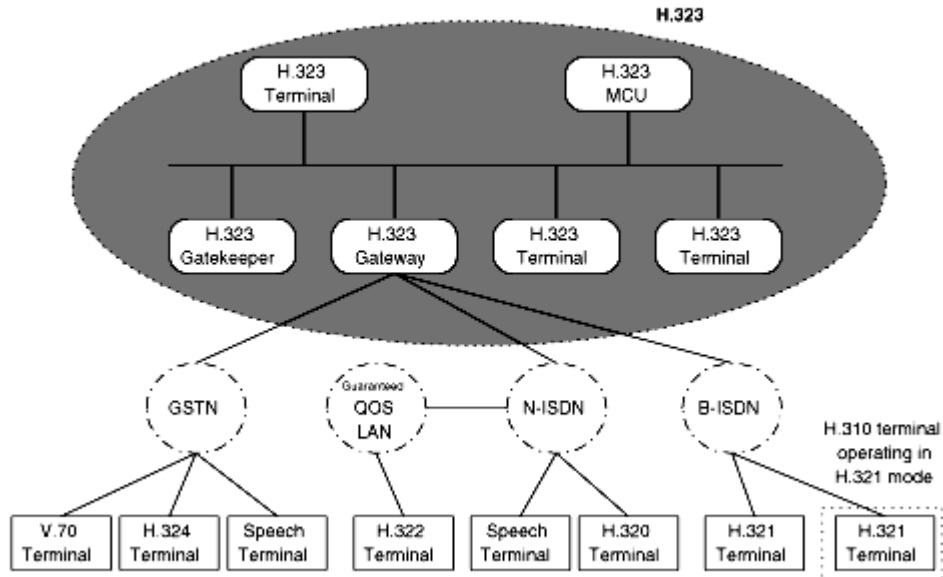 H.323
H.323
Terminal
H.323
MCU
H.323
Gatekeeper
H.323
Gateway
H.323
Terminal
H.323
Terminal
GSTN
Guaranteed
QOS
LAN
N-ISDN
B-ISDN
H.310 terminal
operating in
H.321 mode
V.70
Terminal
H.324
Terminal
Speech
Terminal
H.322
Terminal
Speech
Terminal
H.320
Terminal
H.321
Terminal
H.321
Terminal